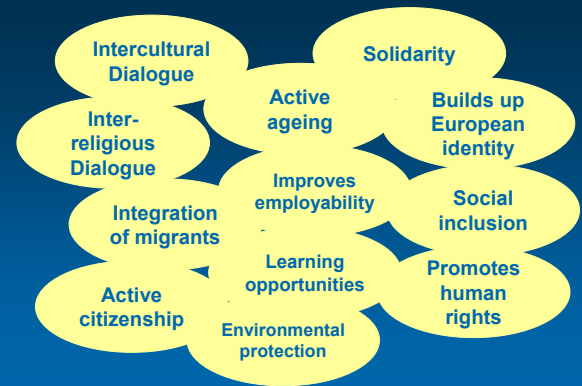 Intercultural
Dialogue
Solidarity
Active
ageing
Builds up
European
identity
Inter-
religious
Dialogue
Improves
employability
Social
inclusion
Integration
of migrants
Learning
opportunities
Promotes
human
rights
Active
citizenship
Environmental
protection